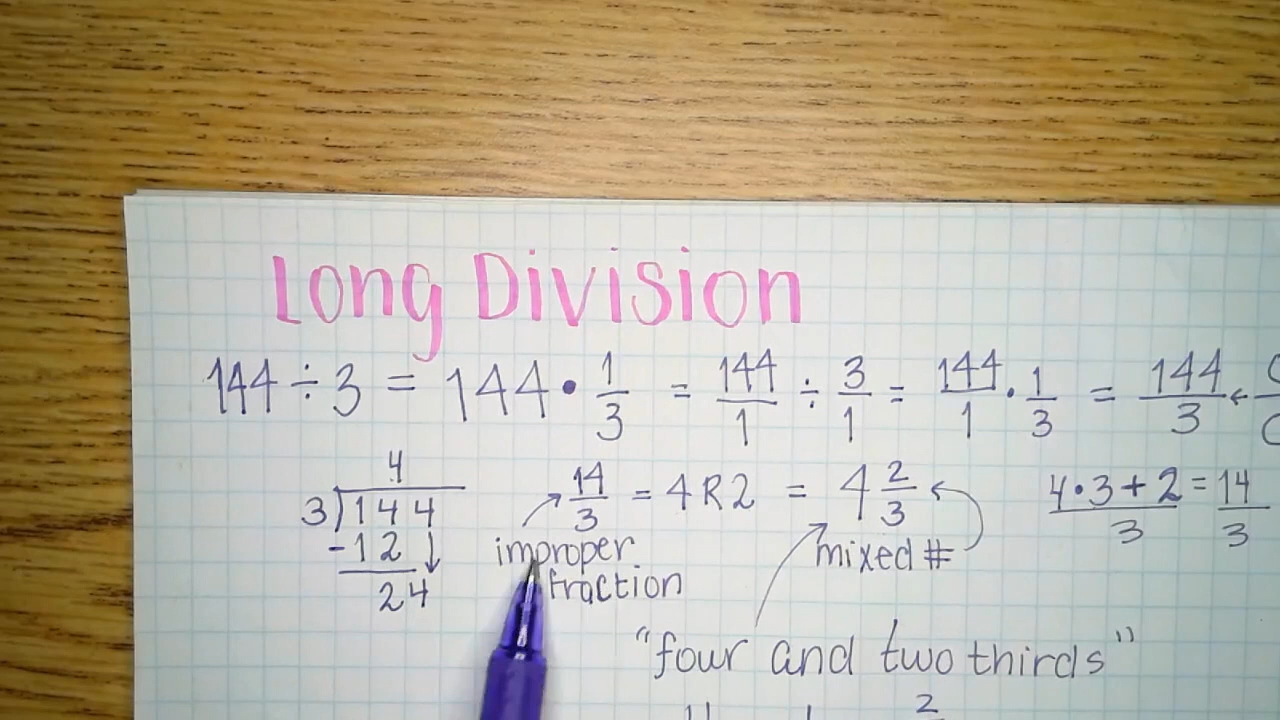 Long Division
144 ÷ 3 = 144 • 1/3 = 144/1 ÷ 3/1 = 144/1 • 1/3 = 144/3 ←
4
3)144 14/3 = 4 R2 = 4 2/3 4•3+2/3 = 14/3
-12↓ improper mixed #
24 fraction
"four and two thirds"